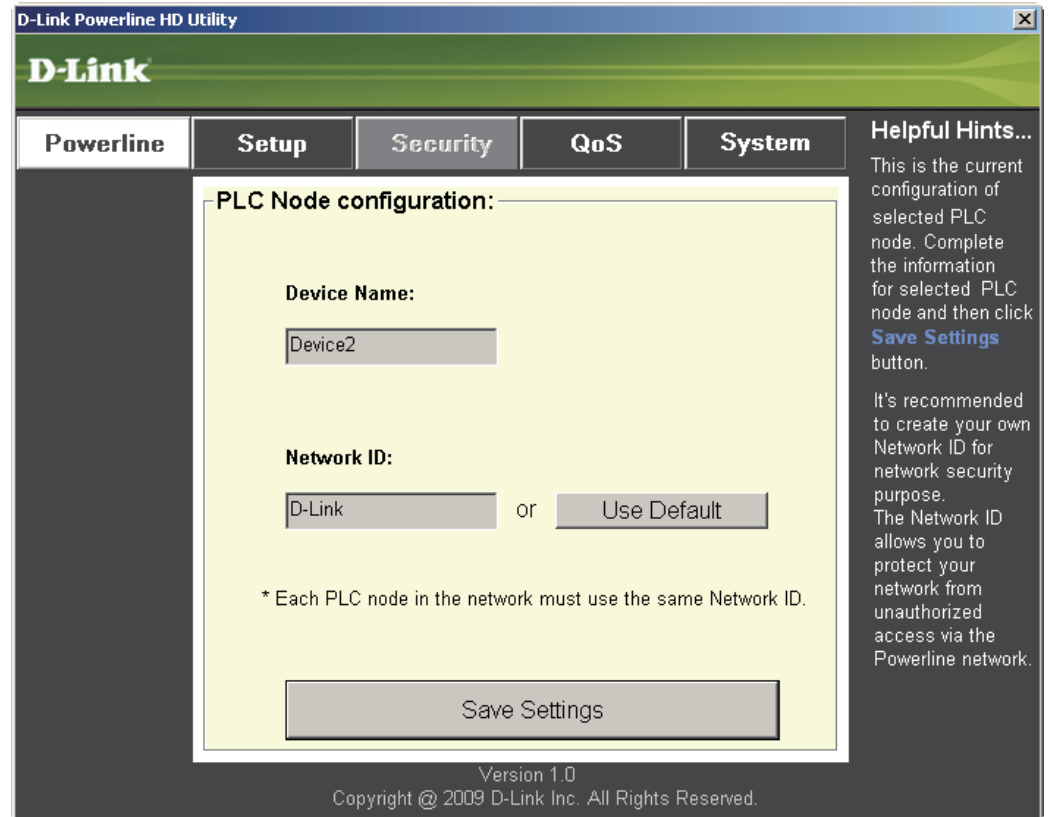 D-Link Powerline HD Utility
D-Link
Powerline
Setup
Security
QoS
System
PLC Node configuration:
Device Name:
Device2
Network ID:
D-Link
or
Use Default
* Each PLC node in the network must use the same Network ID.
Save Settings
Helpful Hints...
This is the current
configuration of
selected PLC
node. Complete
the information
for selected PLC
node and then click
Save Settings
button.
It's recommended
to create your own
Network ID for
network security
purpose.
The Network ID
allows you to
protect your
network from
unauthorized
access via the
Powerline network.
Version 1.0
Copyright @ 2009 D-Link Inc. All Rights Reserved.